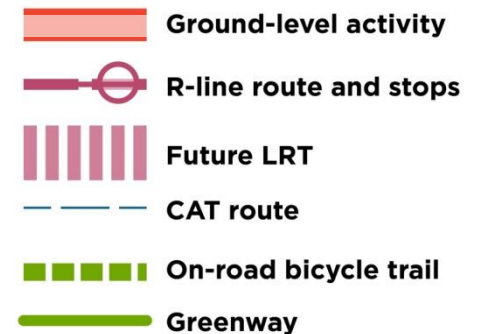 Ground-level activity
R-line route and stops
Future LRT
CAT route
On-road bicycle trail
Greenway